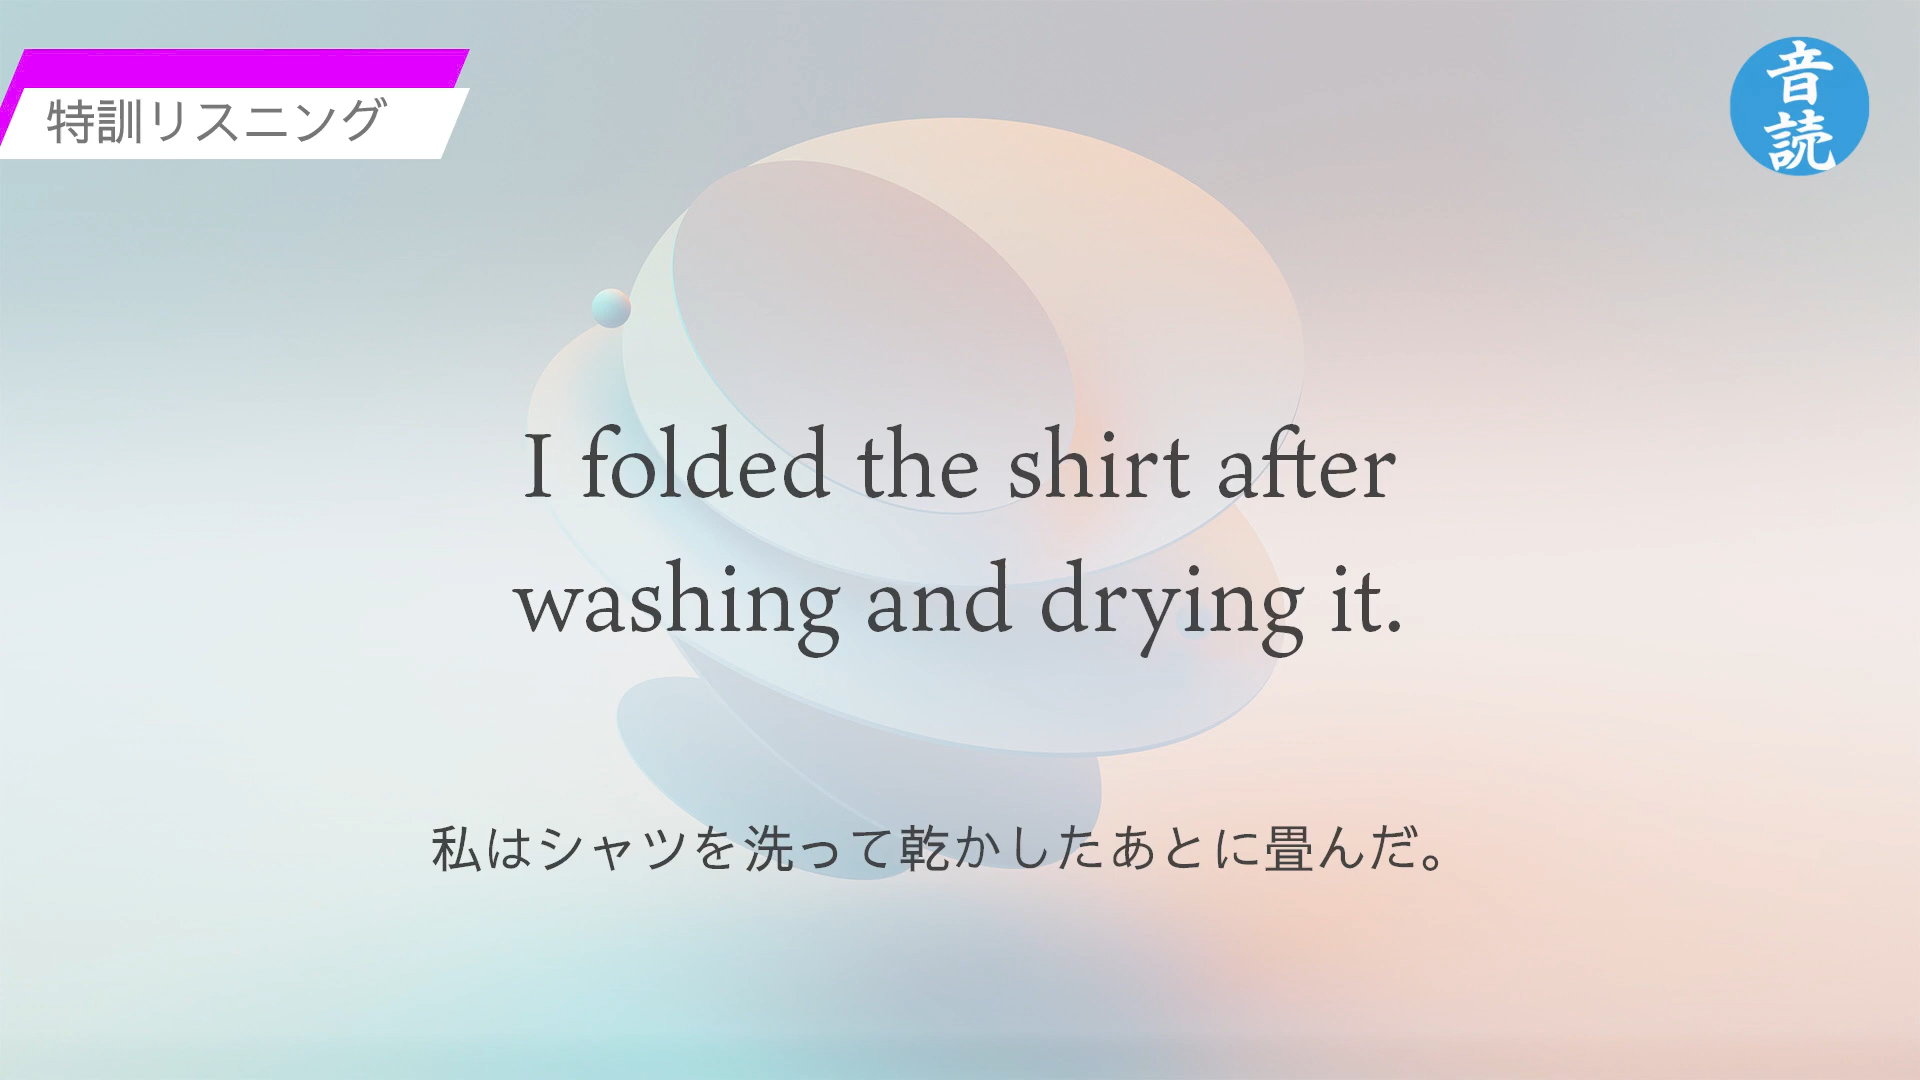 特訓リスニング
音
読
I folded the shirt after
washing and drying it.
私はシャツを洗って乾かしたあとに畳んだ。